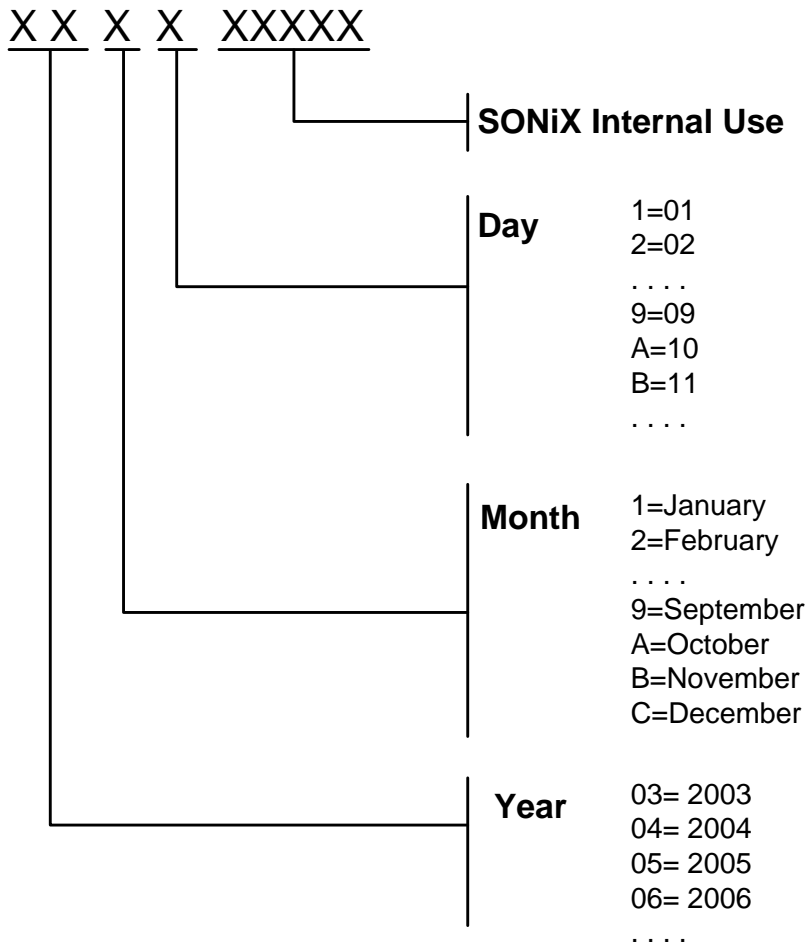 X X X X XXXXX
SONiX Internal Use
Day
1=01
2=02
. . . .
9=09
A=10
B=11
. . . .
Month
1=January
2=February
. . . .
9=September
A=October
B=November
C=December
Year
03= 2003
04= 2004
05= 2005
06= 2006
. . . .